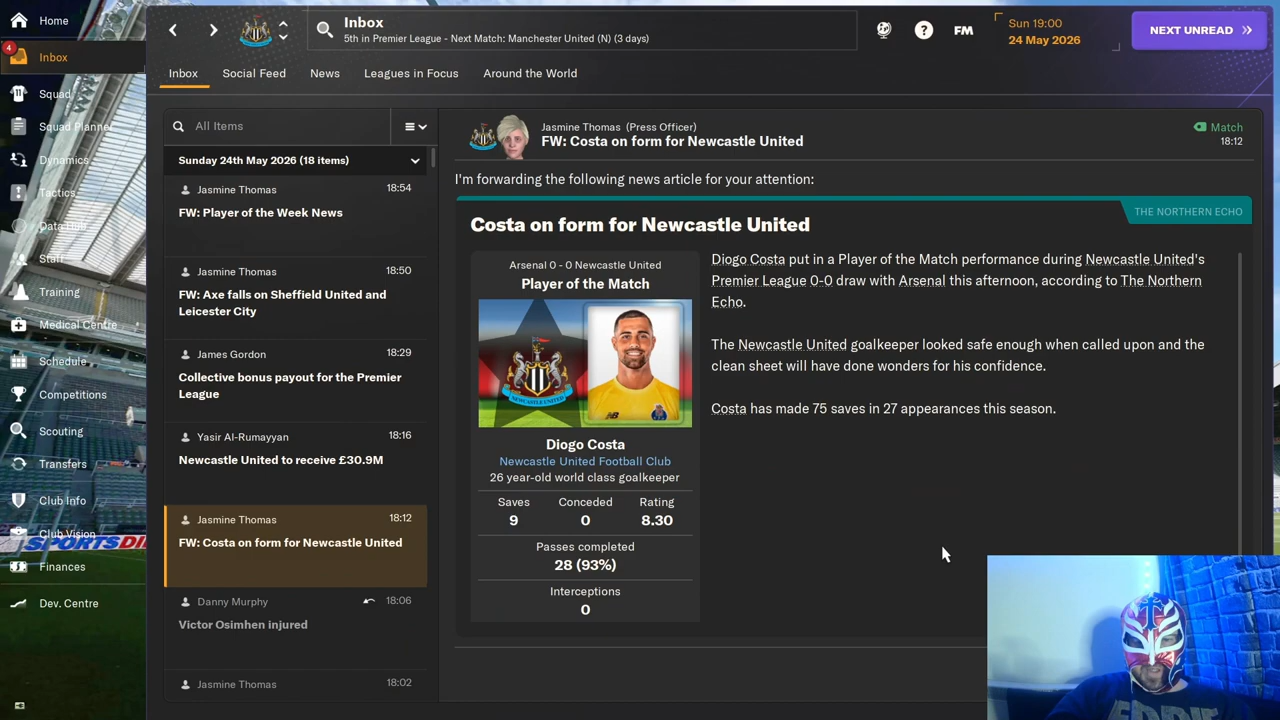 Home
4
Inbox
Squad
Squad Planner
Dynamics
Tactics
Data Hub
Staff
Training
Medical Centre
Schedule
Competitions
Scouting
Transfers
Club Info
Club Vision
SPORTSDI
Finances
Dev. Centre
Inbox
5th in Premier League - Next Match: Manchester United (N) (3 days)
?
FM
Sun 19:00
24 May 2026
NEXT UNREAD
Inbox
Social Feed
News
Leagues in Focus
Around the World
All Items
Sunday 24th May 2026 (18 items)
Jasmine Thomas 18:54
FW: Player of the Week News
Jasmine Thomas 18:50
FW: Axe falls on Sheffield United and
Leicester City
James Gordon 18:29
Collective bonus payout for the Premier
League
Yasir Al-Rumayyan 18:16
Newcastle United to receive £30.9M
Jasmine Thomas 18:12
FW: Costa on form for Newcastle United
Danny Murphy 18:06
Victor Osimhen injured
Jasmine Thomas 18:02
Jasmine Thomas (Press Officer)
FW: Costa on form for Newcastle United
Match
18:12
I'm forwarding the following news article for your attention:
THE NORTHERN ECHO
Costa on form for Newcastle United
Arsenal 0 - 0 Newcastle United
Player of the Match
NEWCASTLE UNITED
Diogo Costa
Newcastle United Football Club
26 year-old world class goalkeeper
Saves Conceded Rating
9 0 8.30
Passes completed
28 (93%)
Interceptions
0
Diogo Costa put in a Player of the Match performance during Newcastle United's
Premier League 0-0 draw with Arsenal this afternoon, according to The Northern
Echo.
The Newcastle United goalkeeper looked safe enough when called upon and the
clean sheet will have done wonders for his confidence.
Costa has made 75 saves in 27 appearances this season.